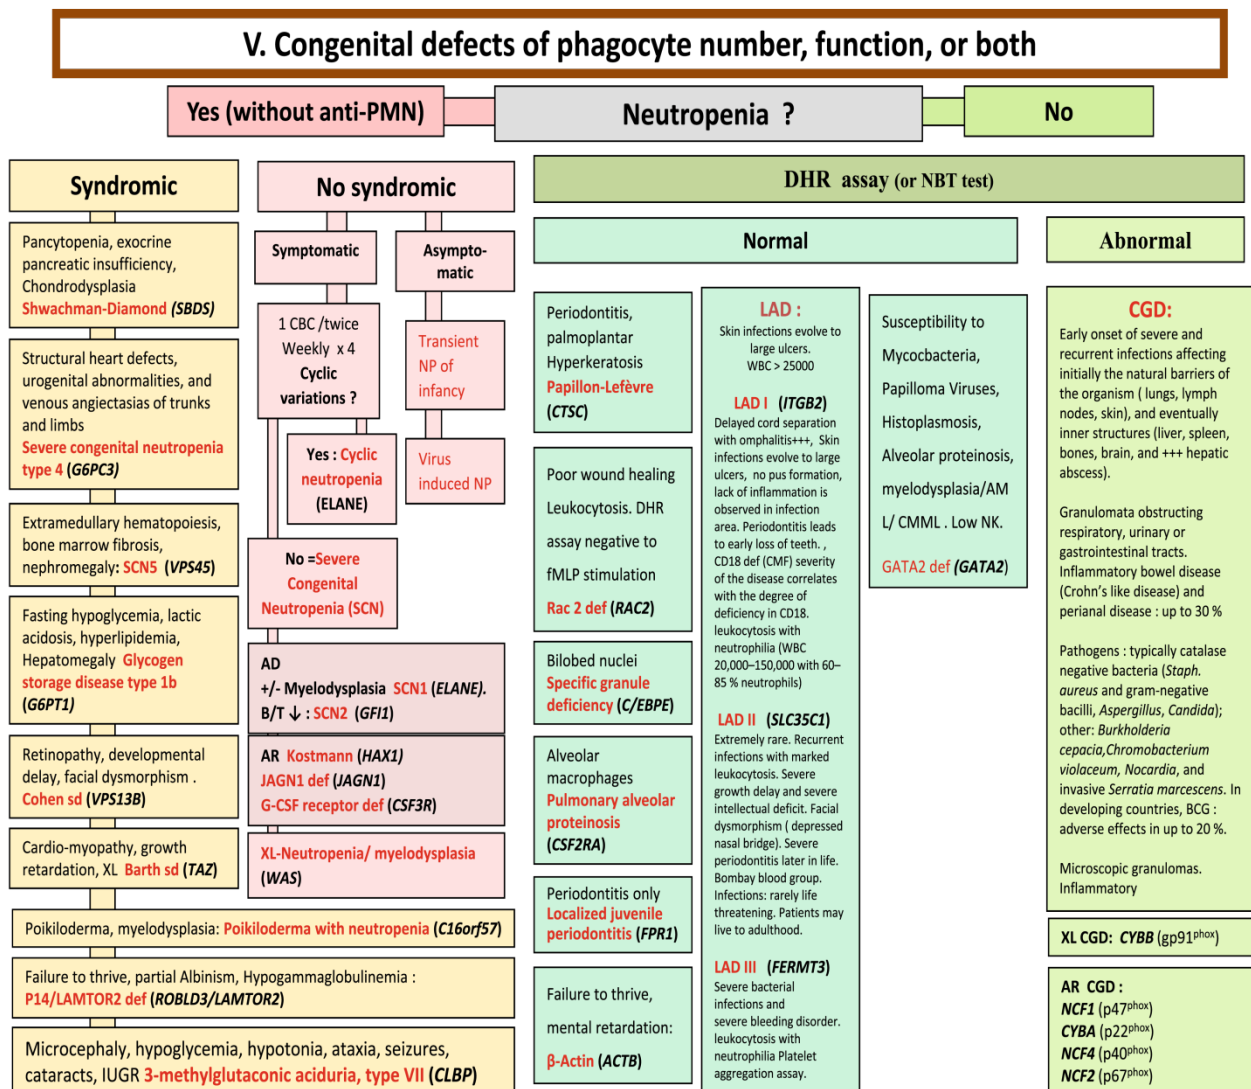 V. Congenital defects of phagocyte number, function, or both
Yes (without anti-PMN)
Neutropenia ?
No
Syndromic
Pancytopenia, exocrine
pancreatic insufficiency,
Chondrodysplasia
Shwachman-Diamond (SBDS)
Structural heart defects,
urogenital abnormalities, and
venous angiectasias of trunks
and limbs
Severe congenital neutropenia
type 4 (G6PC3)
Extramedullary hematopoiesis,
bone marrow fibrosis,
nephromegaly: SCN5 (VPS45)
Fasting hypoglycemia, lactic
acidosis, hyperlipidemia,
Hepatomegaly Glycogen
storage disease type 1b
(G6PT1)
Retinopathy, developmental
delay, facial dysmorphism .
Cohen sd (VPS13B)
Cardio-myopathy, growth
retardation, XL Barth sd (TAZ)
Poikiloderma, myelodysplasia: Poikiloderma with neutropenia (C16orf57)
Failure to thrive, partial Albinism, Hypogammaglobulinemia :
P14/LAMTOR2 def (ROBLD3/LAMTOR2)
Microcephaly, hypoglycemia, hypotonia, ataxia, seizures,
cataracts, IUGR 3-methylglutaconic aciduria, type VII (CLBP)
No syndromic
Symptomatic
Asympto-
matic
1 CBC /twice
Weekly x 4
Cyclic
variations ?
Transient
NP of
infancy
Yes : Cyclic
neutropenia
(ELANE)
Virus
induced NP
No =Severe
Congenital
Neutropenia (SCN)
AD
+/- Myelodysplasia SCN1 (ELANE).
B/T ↓ : SCN2 (GFI1)
AR Kostmann (HAX1)
JAGN1 def (JAGN1)
G-CSF receptor def (CSF3R)
XL-Neutropenia/ myelodysplasia
(WAS)
DHR assay (or NBT test)
Normal
Periodontitis,
palmoplantar
Hyperkeratosis
Papillon-Lefèvre
(CTSC)
Poor wound healing
Leukocytosis. DHR
assay negative to
fMLP stimulation
Rac 2 def (RAC2)
Bilobed nuclei
Specific granule
deficiency (C/EBPE)
Alveolar
macrophages
Pulmonary alveolar
proteinosis
(CSF2RA)
Periodontitis only
Localized juvenile
periodontitis (FPR1)
Failure to thrive,
mental retardation:
β-Actin (ACTB)
LAD :
Skin infections evolve to
large ulcers.
WBC > 25000
LAD I (ITGB2)
Delayed cord separation
with omphalitis+++, Skin
infections evolve to large
ulcers, no pus formation,
lack of inflammation is
observed in infection
area. Periodontitis leads
to early loss of teeth. ,
CD18 def (CMF) severity
of the disease correlates
with the degree of
deficiency in CD18.
leukocytosis with
neutrophilia (WBC
20,000–150,000 with 60–
85 % neutrophils)
LAD II (SLC35C1)
Extremely rare. Recurrent
infections with marked
leukocytosis. Severe
growth delay and severe
intellectual deficit. Facial
dysmorphism ( depressed
nasal bridge). Severe
periodontitis later in life.
Bombay blood group.
Infections: rarely life
threatening. Patients may
live to adulthood.
LAD III (FERMT3)
Severe bacterial
infections and
severe bleeding disorder.
leukocytosis with
neutrophilia Platelet
aggregation assay.
Susceptibility to
Mycobacteria,
Papilloma Viruses,
Histoplasmosis,
Alveolar proteinosis,
myelodysplasia/AM
L/ CMML . Low NK.
GATA2 def (GATA2)
Abnormal
CGD:
Early onset of severe and
recurrent infections affecting
initially the natural barriers of
the organism ( lungs, lymph
nodes, skin), and eventually
inner structures (liver, spleen,
bones, brain, and +++ hepatic
abscess).
Granulomata obstructing
respiratory, urinary or
gastrointestinal tracts.
Inflammatory bowel disease
(Crohn's like disease) and
perianal disease : up to 30 %
Pathogens : typically catalase
negative bacteria (Staph.
aureus and gram-negative
bacilli, Aspergillus, Candida);
other: Burkholderia
cepacia,Chromobacterium
violaceum, Nocardia, and
invasive Serratia marcescens. In
developing countries, BCG :
adverse effects in up to 20 %.
Microscopic granulomas.
Inflammatory
XL CGD: CYBB (gp91phox)
AR CGD :
NCF1 (p47phox)
CYBA (p22phox)
NCF4 (p40phox)
NCF2 (p67phox)